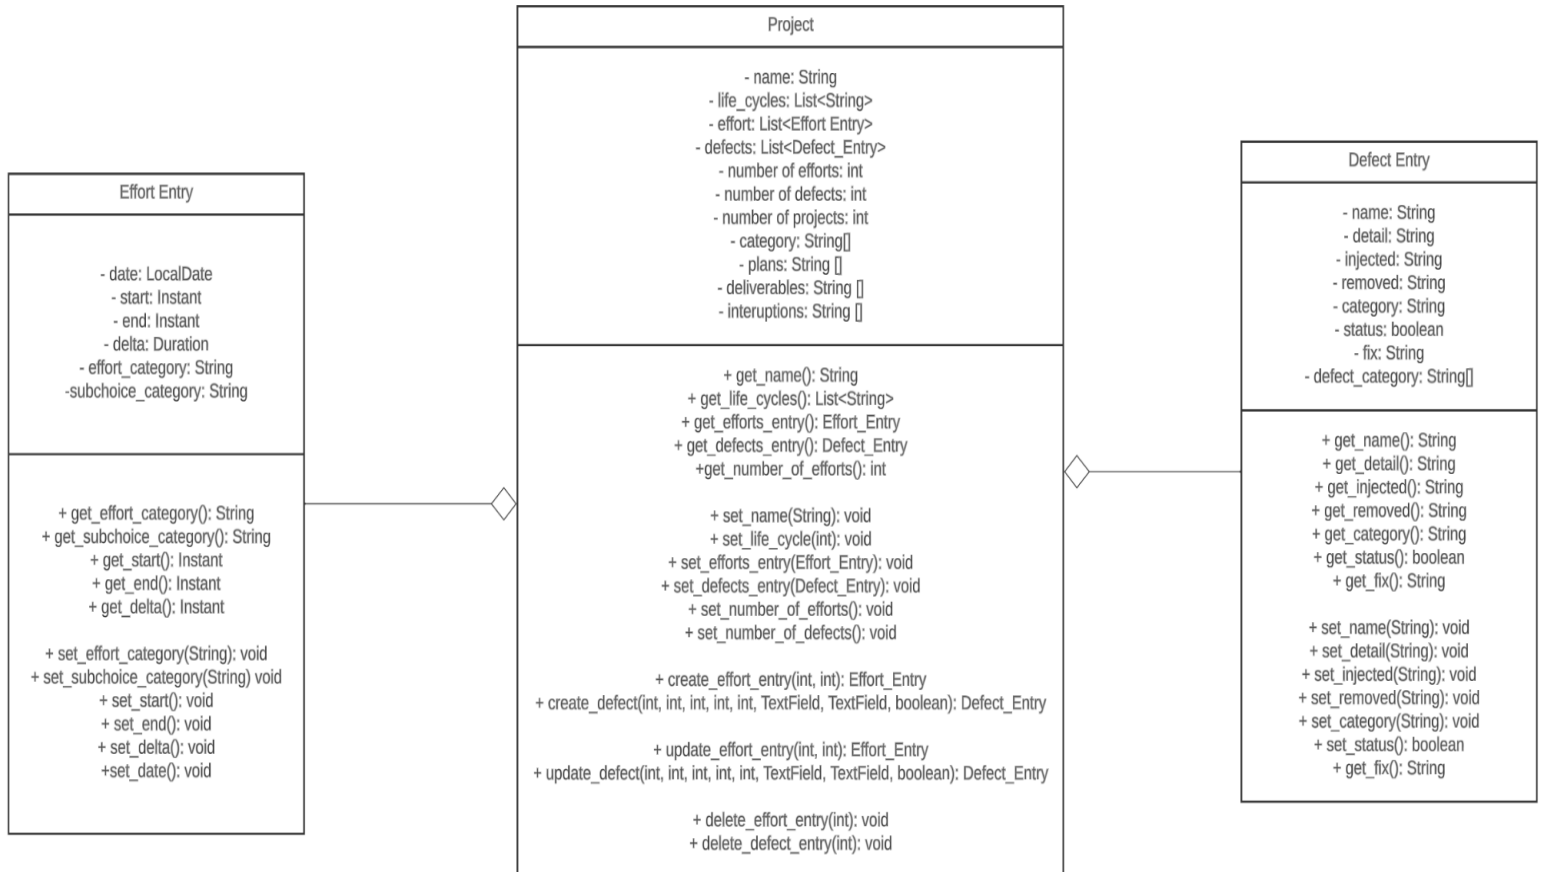 Effort Entry
- date: LocalDate
- start: Instant
- end: Instant
- delta: Duration
- effort_category: String
-subchoice_category: String
+ get_effort_category(): String
+ get_subchoice_category(): String
+ get_start(): Instant
+ get_end(): Instant
+ get_delta(): Instant
+ set_effort_category(String): void
+ set_subchoice_category(String) void
+ set_start(): void
+ set_end(): void
+ set_delta(): void
+set_date(): void
Project
- name: String
- life_cycles: List<String>
- effort: List<Effort Entry>
- defects: List<Defect_Entry>
- number of efforts: int
- number of defects: int
- number of projects: int
- category: String[]
- plans: String []
- deliverables: String []
- interuptions: String []
+ get_name(): String
+ get_life_cycles(): List<String>
+ get_efforts_entry(): Effort_Entry
+ get_defects_entry(): Defect_Entry
+get_number_of_efforts(): int
+ set_name(String): void
+ set_life_cycle(int): void
+ set_efforts_entry(Effort_Entry): void
+ set_defects_entry(Defect_Entry): void
+ set_number_of_efforts(): void
+ set_number_of_defects(): void
+ create_effort_entry(int, int): Effort_Entry
+ create_defect(int, int, int, int, int, TextField, TextField, boolean): Defect_Entry
+ update_effort_entry(int, int): Effort_Entry
+ update_defect(int, int, int, int, int, TextField, TextField, boolean): Defect_Entry
+ delete_effort_entry(int): void
+ delete_defect_entry(int): void
Defect Entry
- name: String
- detail: String
- injected: String
- removed: String
- category: String
- status: boolean
- fix: String
- defect_category: String[]
+ get_name(): String
+ get_detail(): String
+ get_injected(): String
+ get_removed(): String
+ get_category(): String
+ get_status(): boolean
+ get_fix(): String
+ set_name(String): void
+ set_detail(String): void
+ set_injected(String): void
+ set_removed(String): void
+ set_category(String): void
+ set_status(): boolean
+ get_fix(): String